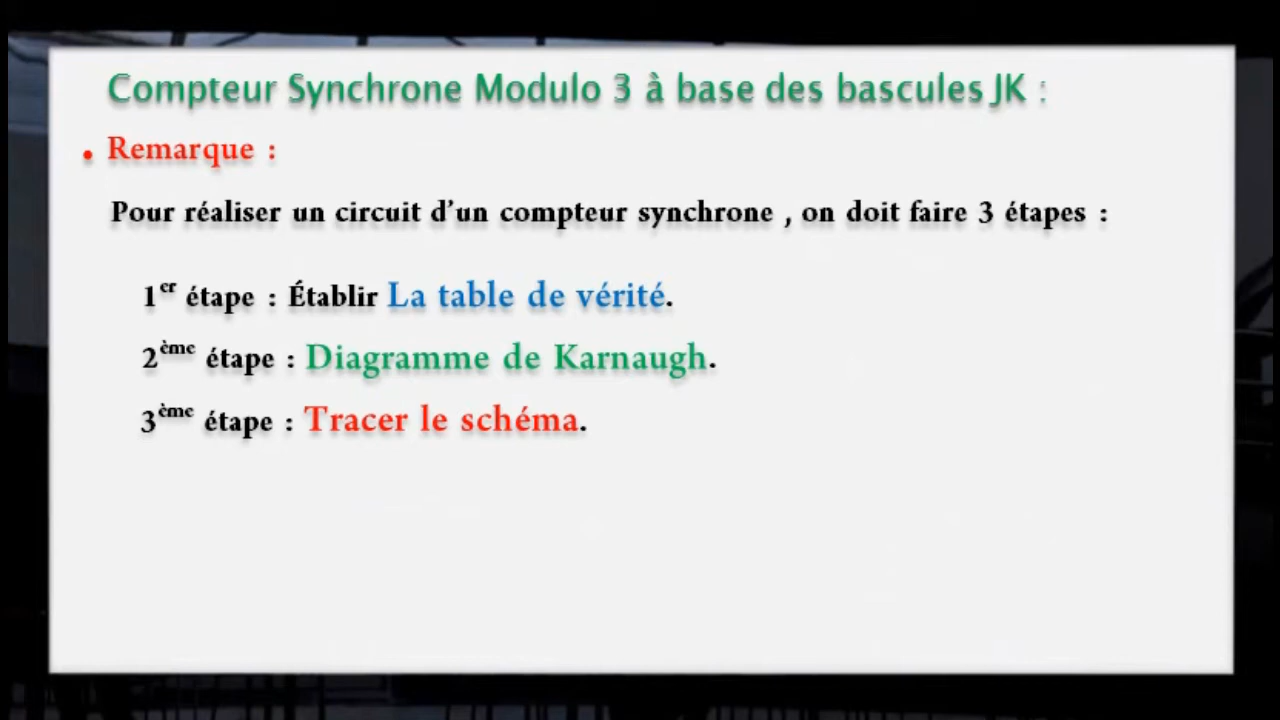 Compteur Synchrone Modulo 3 à base des bascules JK :
• Remarque :
Pour réaliser un circuit d’un compteur synchrone , on doit faire 3 étapes :
1er étape : Établir La table de vérité.
2ème étape : Diagramme de Karnaugh.
3ème étape : Tracer le schéma.